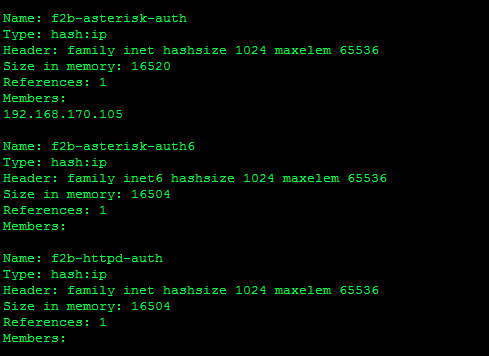 Name: f2b-asterisk-auth
Type: hash:ip
Header: family inet hashsize 1024 maxelem 65536
Size in memory: 16520
References: 1
Members:
192.168.170.105
Name: f2b-asterisk-auth6
Type: hash:ip
Header: family inet6 hashsize 1024 maxelem 65536
Size in memory: 16504
References: 1
Members:
Name: f2b-httpd-auth
Type: hash:ip
Header: family inet hashsize 1024 maxelem 65536
Size in memory: 16504
References: 1
Members: